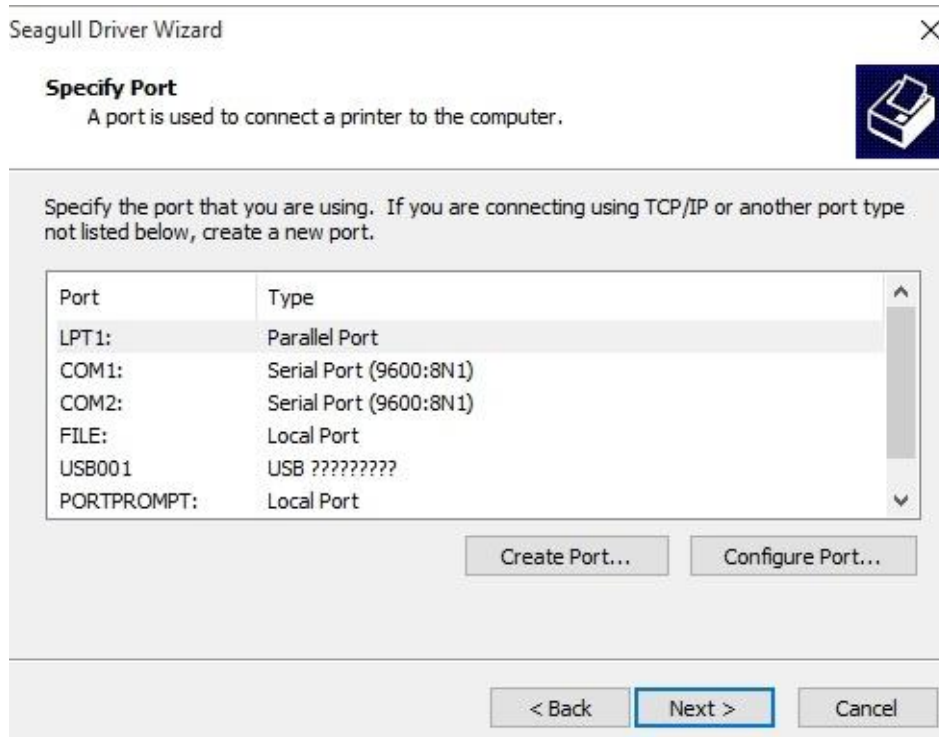 Seagull Driver Wizard
Specify Port
A port is used to connect a printer to the computer.
Specify the port that you are using. If you are connecting using TCP/IP or another port type
not listed below, create a new port.
Port Type
LPT1: Parallel Port
COM1: Serial Port (9600:8N1)
COM2: Serial Port (9600:8N1)
FILE: Local Port
USB001 USB ?????????
PORTPROMPT: Local Port
Create Port... Configure Port...
< Back Next > Cancel